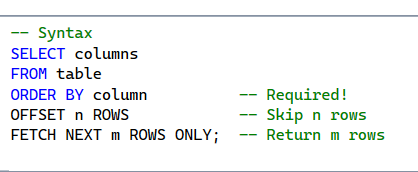 -- Syntax
SELECT columns
FROM table
ORDER BY column          -- Required!
OFFSET n ROWS            -- Skip n rows
FETCH NEXT m ROWS ONLY;  -- Return m rows